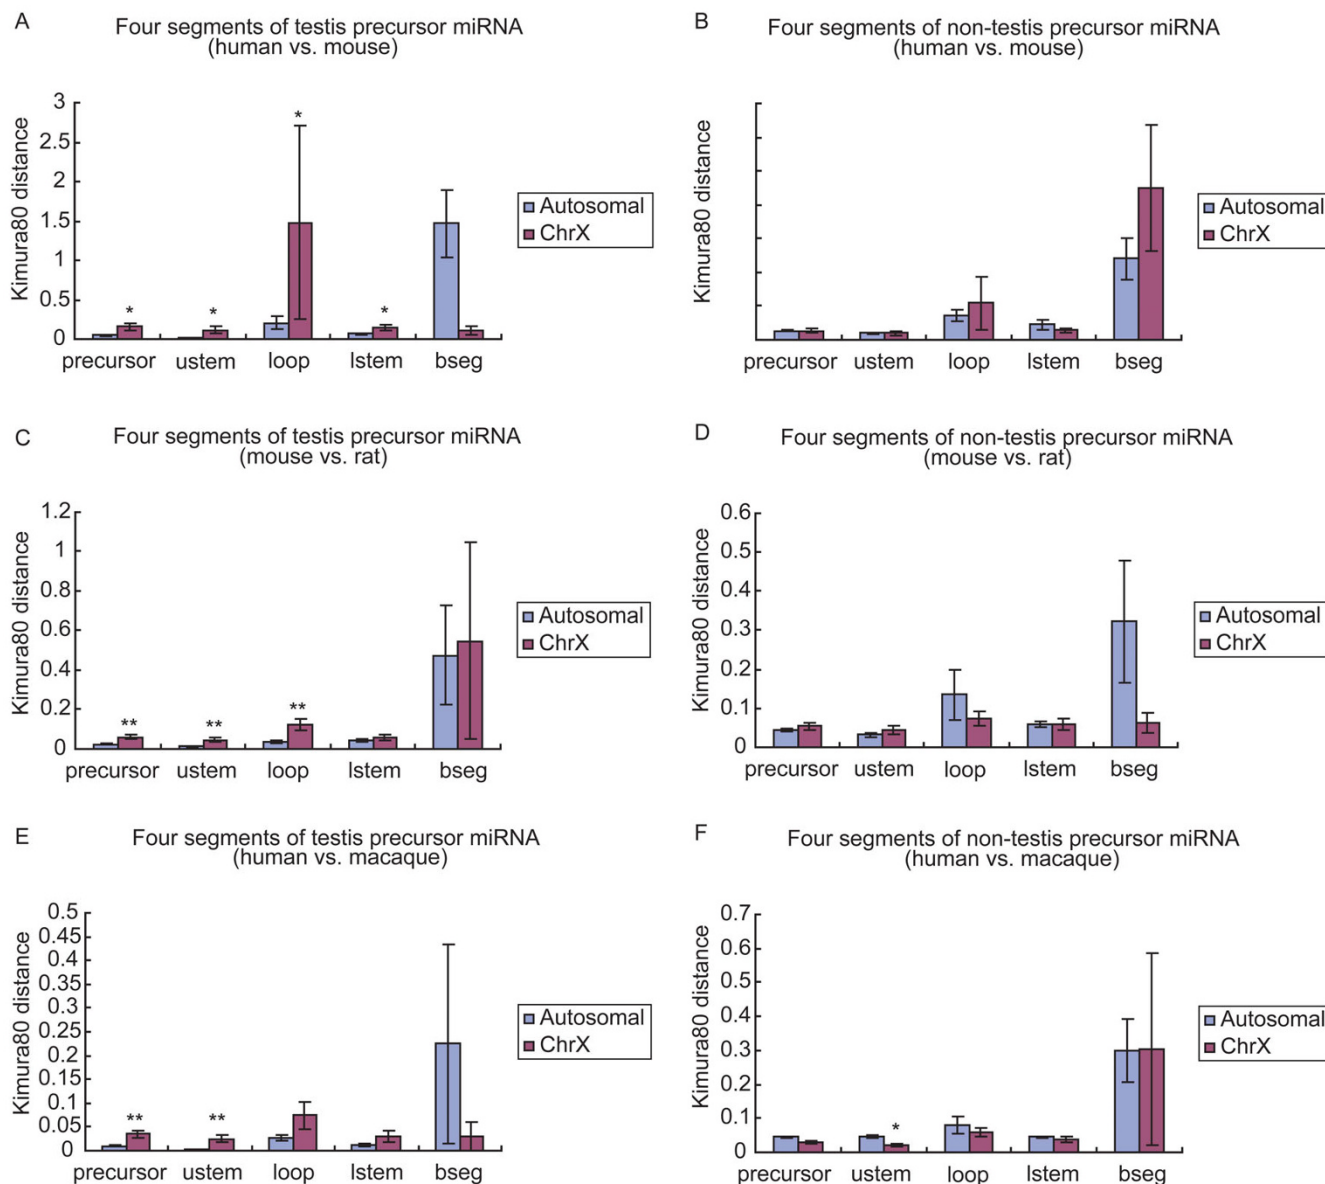 A
Four segments of testis precursor miRNA
(human vs. mouse)
Kimura80 distance
3
2.5
2
1.5
1
0.5
0
*
*
*
*
precursor
ustem
loop
lstem
bseg
Autosomal
ChrX
B
Four segments of non-testis precursor miRNA
(human vs. mouse)
Kimura80 distance
precursor
ustem
loop
lstem
bseg
Autosomal
ChrX
C
Four segments of testis precursor miRNA
(mouse vs. rat)
Kimura80 distance
1.2
1
0.8
0.6
0.4
0.2
0
**
**
**
precursor
ustem
loop
lstem
bseg
Autosomal
ChrX
D
Four segments of non-testis precursor miRNA
(mouse vs. rat)
Kimura80 distance
0.6
0.5
0.4
0.3
0.2
0.1
0
precursor
ustem
loop
lstem
bseg
Autosomal
ChrX
E
Four segments of testis precursor miRNA
(human vs. macaque)
Kimura80 distance
0.5
0.45
0.4
0.35
0.3
0.25
0.2
0.15
0.1
0.05
0
**
**
precursor
ustem
loop
lstem
bseg
Autosomal
ChrX
F
Four segments of non-testis precursor miRNA
(human vs. macaque)
Kimura80 distance
0.7
0.6
0.5
0.4
0.3
0.2
0.1
0
*
precursor
ustem
loop
lstem
bseg
Autosomal
ChrX